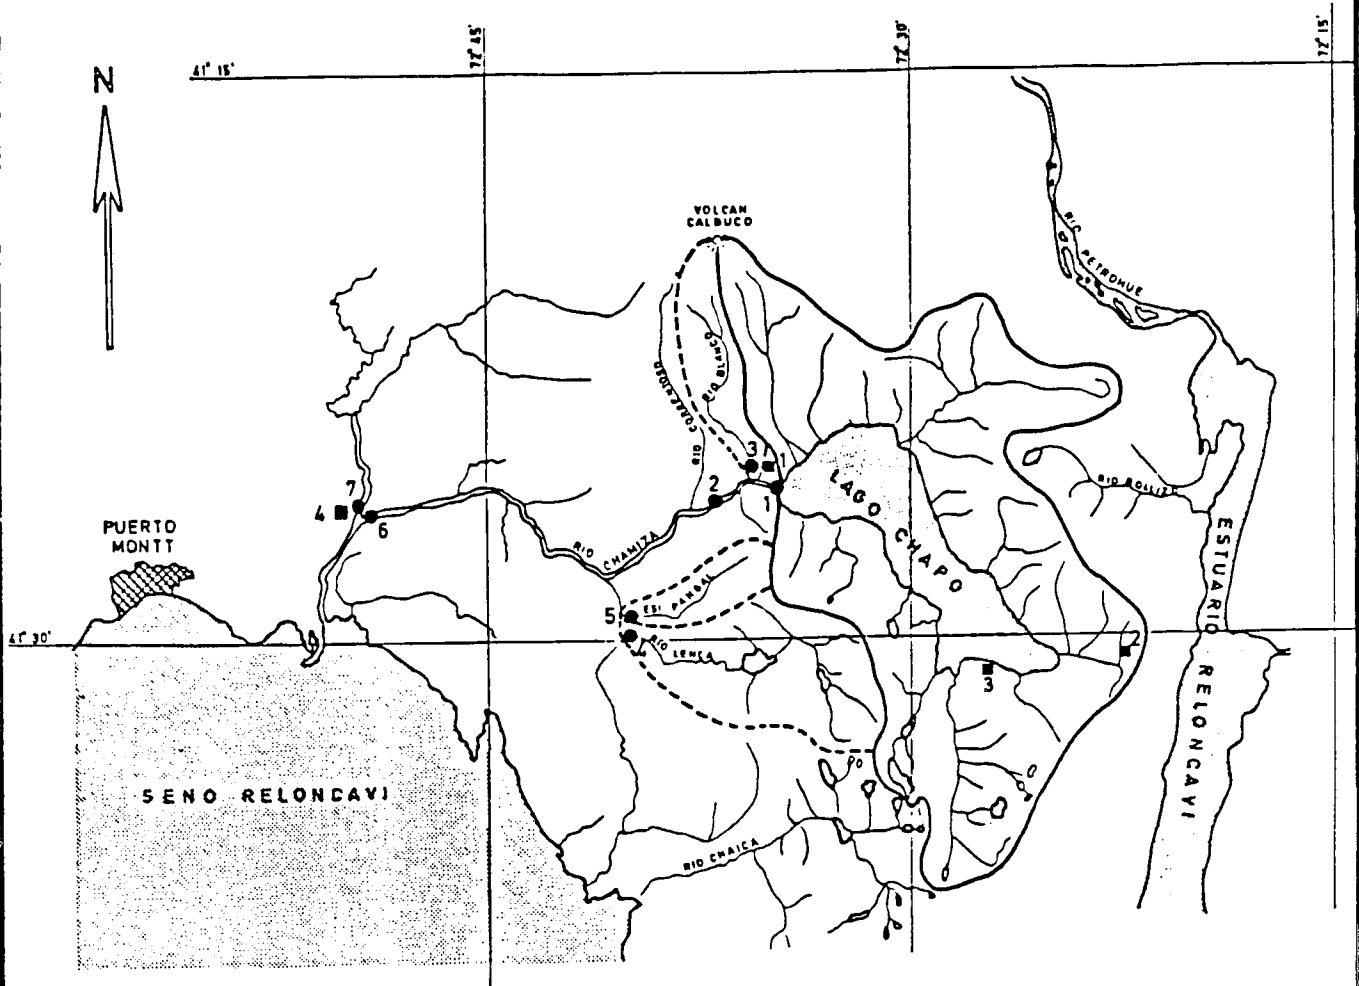 72° 45'
72° 30'
72° 15'
41° 15'
N
VOLCAN
CALBUCO
RIO PETROHUE
RIO BLANCO
RIO CORRENTOSO
3
1
2
1
7
4
6
LAGO CHAPO
RIO ROLLIZO
PUERTO
MONTT
RIO CHAMIZA
ESTUARIO RELONCAVI
5
EST PANGAL
41° 30'
RIO LENCA
2
3
SENO RELONCAVI
RIO CHAICA